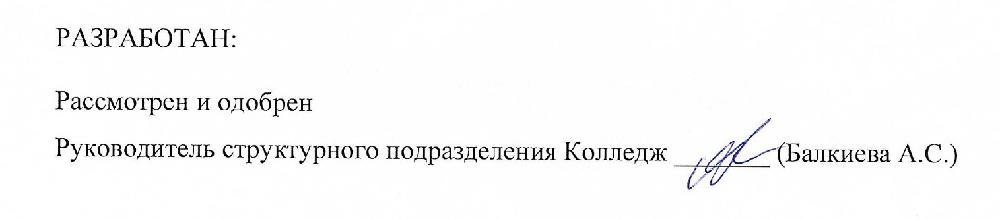 РАЗРАБОТАН:
Рассмотрен и одобрен
Руководитель структурного подразделения Колледж ________ (Балкиева А.С.)